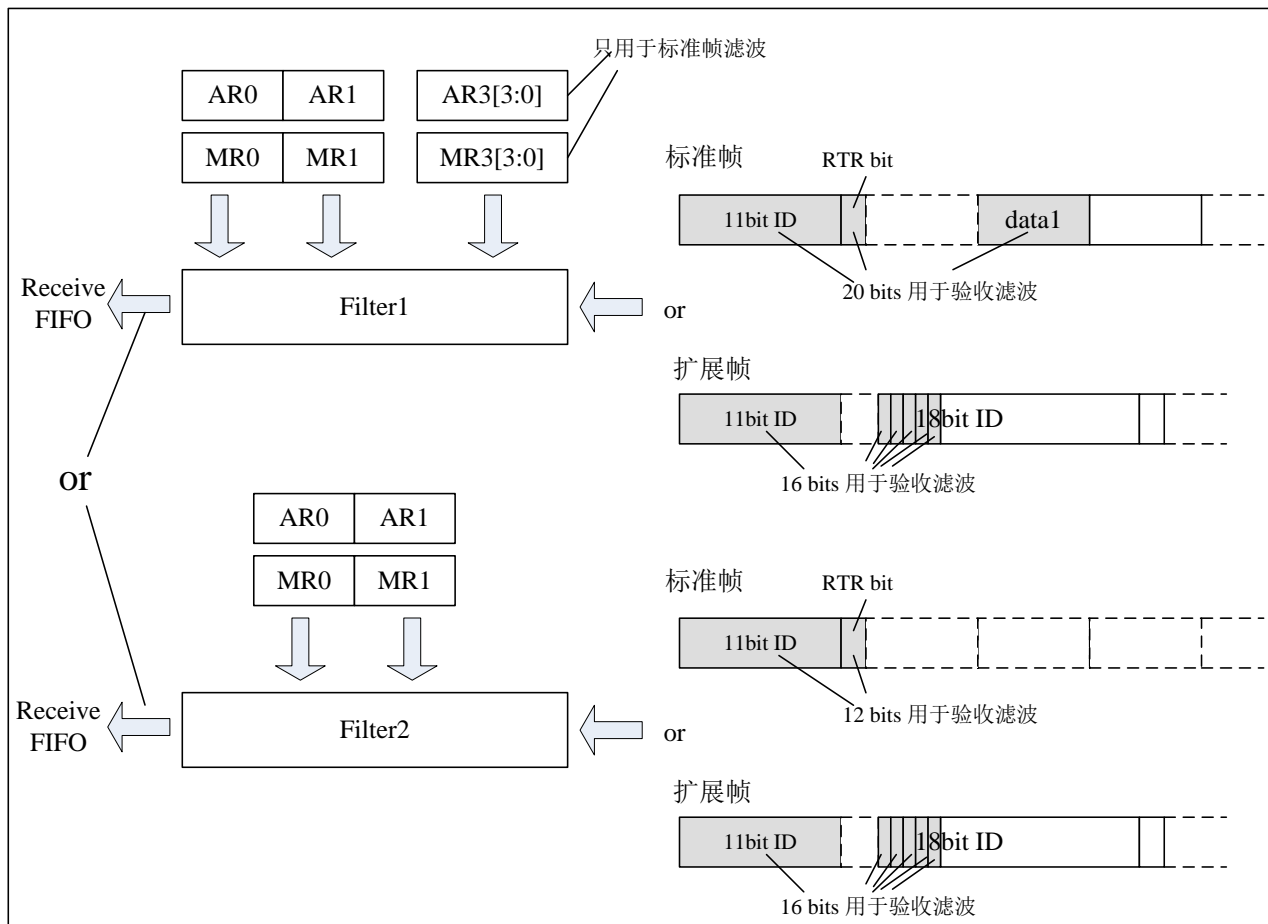 只用于标准帧滤波
AR0 AR1 AR3[3:0]
MR0 MR1 MR3[3:0]
标准帧
RTR bit
11bit ID
data1
20 bits 用于验收滤波
Receive
FIFO
Filter1
or
扩展帧
11bit ID
18bit ID
16 bits 用于验收滤波
or
AR0 AR1
MR0 MR1
标准帧
RTR bit
11bit ID
12 bits 用于验收滤波
Receive
FIFO
Filter2
or
扩展帧
11bit ID
18bit ID
16 bits 用于验收滤波